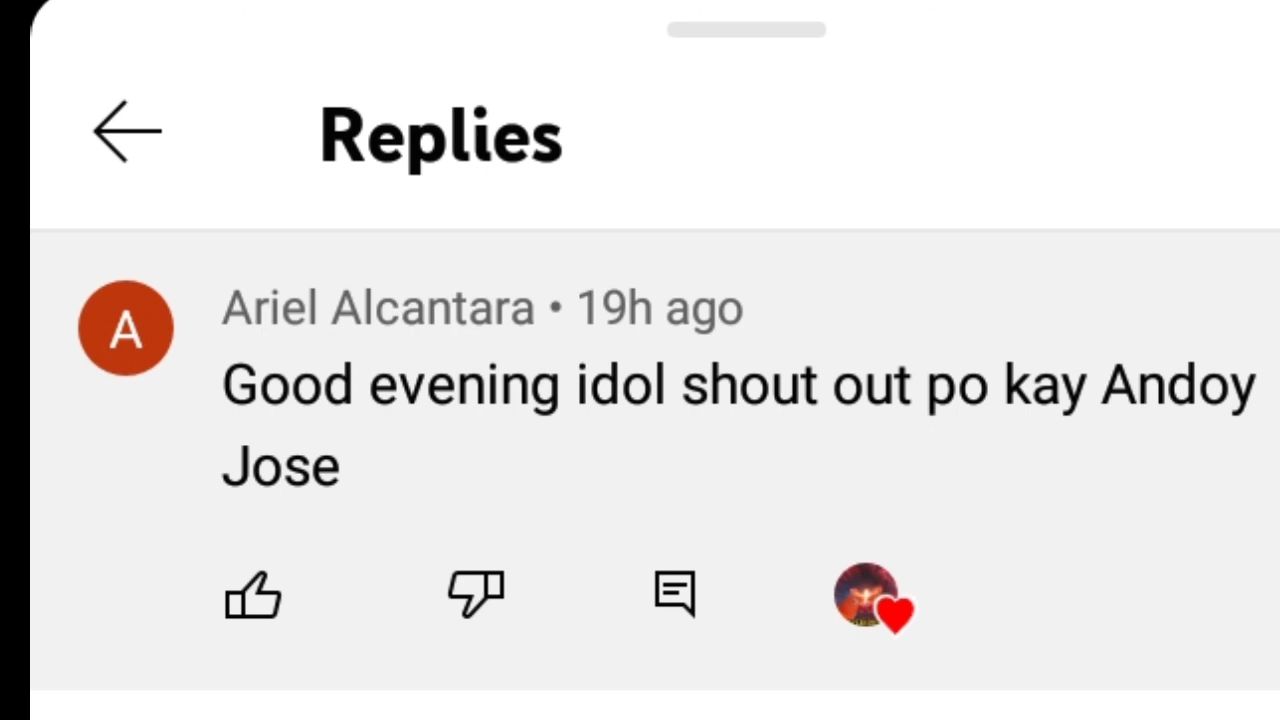 Replies
A
Ariel Alcantara • 19h ago
Good evening idol shout out po kay Andoy
Jose